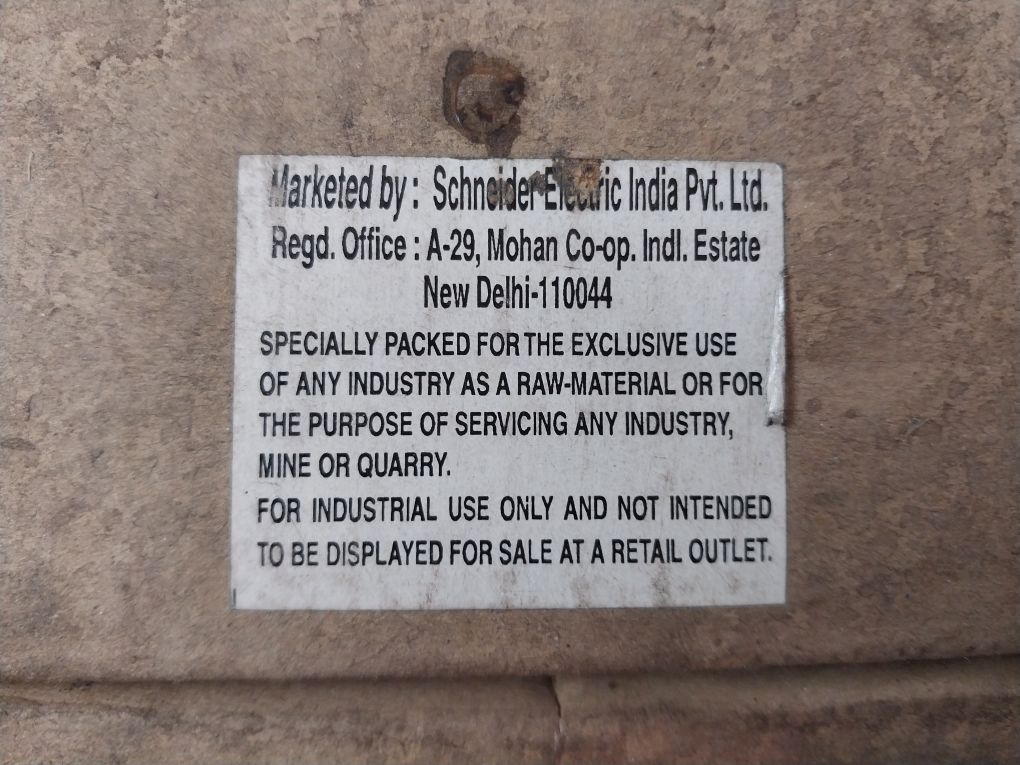 Marketed by : Schneider Electric India Pvt. Ltd.
Regd. Office : A-29, Mohan Co-op. Indl. Estate
New Delhi-110044
SPECIALLY PACKED FOR THE EXCLUSIVE USE
OF ANY INDUSTRY AS A RAW-MATERIAL OR FOR
THE PURPOSE OF SERVICING ANY INDUSTRY,
MINE OR QUARRY.
FOR INDUSTRIAL USE ONLY AND NOT INTENDED
TO BE DISPLAYED FOR SALE AT A RETAIL OUTLET.